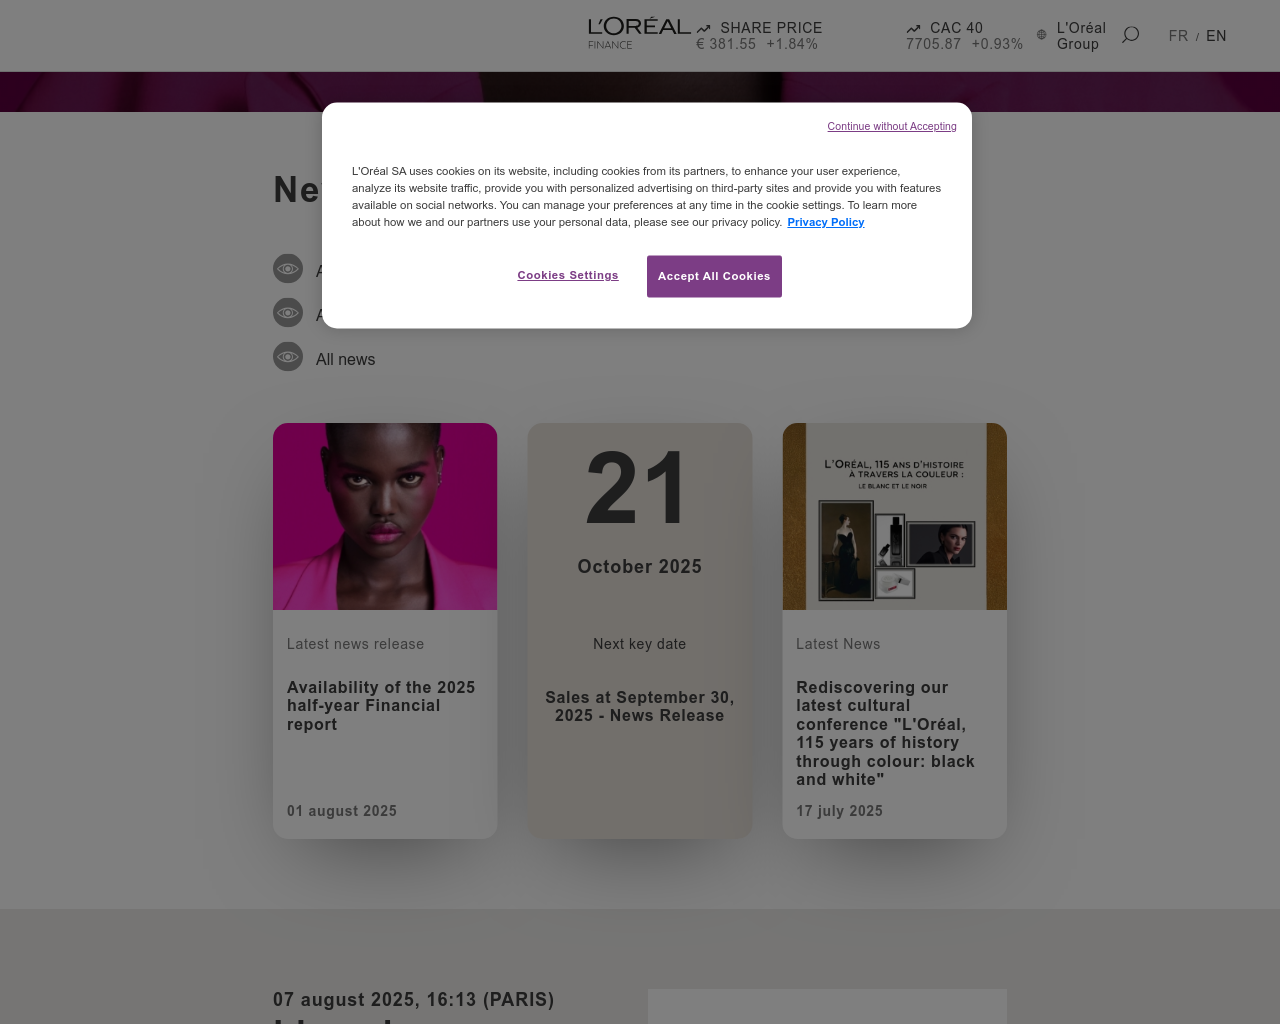 L'ORÉAL
FINANCE
SHARE PRICE
€ 381.55 +1.84%
CAC 40
7705.87 +0.93%
L'Oréal
Group
FR / EN
Continue without Accepting
L'Oréal SA uses cookies on its website, including cookies from its partners, to enhance your user experience,
analyze its website traffic, provide you with personalized advertising on third-party sites and provide you with features
available on social networks. You can manage your preferences at any time in the cookie settings. To learn more
about how we and our partners use your personal data, please see our privacy policy. Privacy Policy
Cookies Settings
Accept All Cookies
All news
21
October 2025
Next key date
Sales at September 30,
2025 - News Release
L'ORÉAL, 115 ANS D'HISTOIRE
À TRAVERS LA COULEUR :
LE BLANC ET LE NOIR
Latest news release
Availability of the 2025
half-year Financial
report
01 august 2025
Latest News
Rediscovering our
latest cultural
conference "L'Oréal,
115 years of history
through colour: black
and white"
17 july 2025
07 august 2025, 16:13 (PARIS)